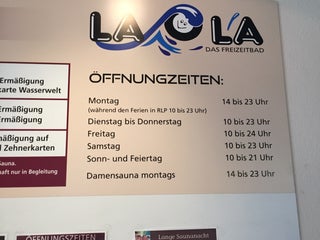 LA OLA
DAS FREIZEITBAD
ÖFFNUNGSZEITEN:
Montag 14 bis 23 Uhr
(während den Ferien in RLP 10 bis 23 Uhr)
Dienstag bis Donnerstag 10 bis 23 Uhr
Freitag 10 bis 24 Uhr
Samstag 10 bis 23 Uhr
Sonn- und Feiertag 10 bis 21 Uhr
Damensauna montags 14 bis 23 Uhr
Ermäßigung
karte Wasserwelt
Ermäßigung
Ermäßigung
mäßigung auf
d Zehnerkarten
Sauna.
haft nur in Begleitung
ÖFFNUNGSZEITEN
Lange Saunanacht